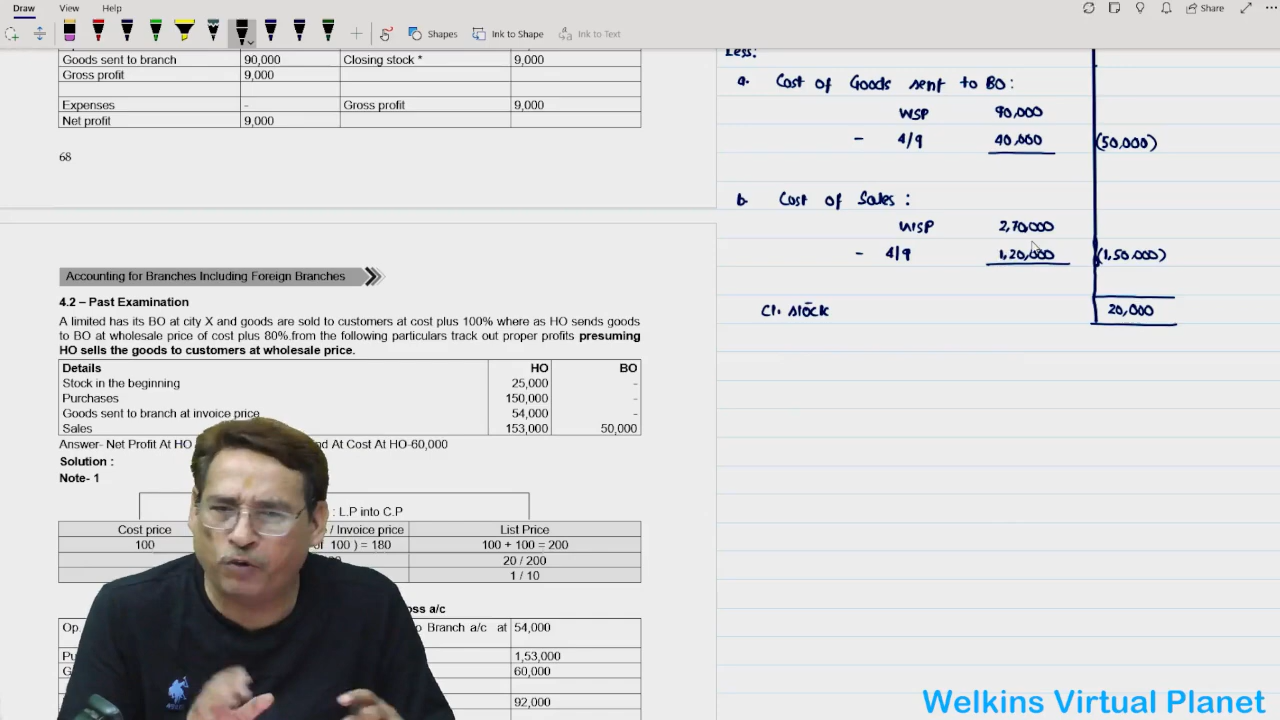 Draw View Help
Share
Shapes Ink to Shape Ink to Text
Goods sent to branch 90,000 Closing stock * 9,000
Gross profit 9,000
Expenses - Gross profit 9,000
Net profit 9,000
68
Accounting for Branches Including Foreign Branches
4.2 – Past Examination
A limited has its BO at city X and goods are sold to customers at cost plus 100% where as HO sends goods
to BO at wholesale price of cost plus 80%.from the following particulars track out proper profits presuming
HO sells the goods to customers at wholesale price.
Details HO BO
Stock in the beginning 25,000 -
Purchases 150,000 -
Goods sent to branch at invoice price 54,000 -
Sales 153,000 50,000
Answer- Net Profit At HO nd At Cost At HO-60,000
Solution :
Note- 1
: L.P into C.P
Cost price / Invoice price List Price
100 of 100 ) = 180 100 + 100 = 200
20 / 200
1 / 10
oss a/c
Op o Branch a/c at 54,000
Pu 1,53,000
G 60,000
92,000
Less:
a. Cost of Goods sent to BO :
WSP 90,000
- 4/9 40,000 (50,000)
b. Cost of Sales :
WSP 2,70,000
- 4/9 1,20,000 (1,50,000)
Cl. stock 20,000
Welkins Virtual Planet